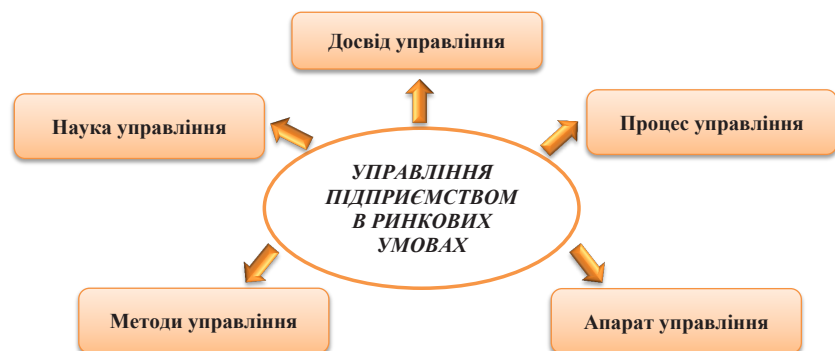 Досвід управління
Наука управління
Процес управління
УПРАВЛІННЯ
ПІДПРИЄМСТВОМ
В РИНКОВИХ
УМОВАХ
Методи управління
Апарат управління